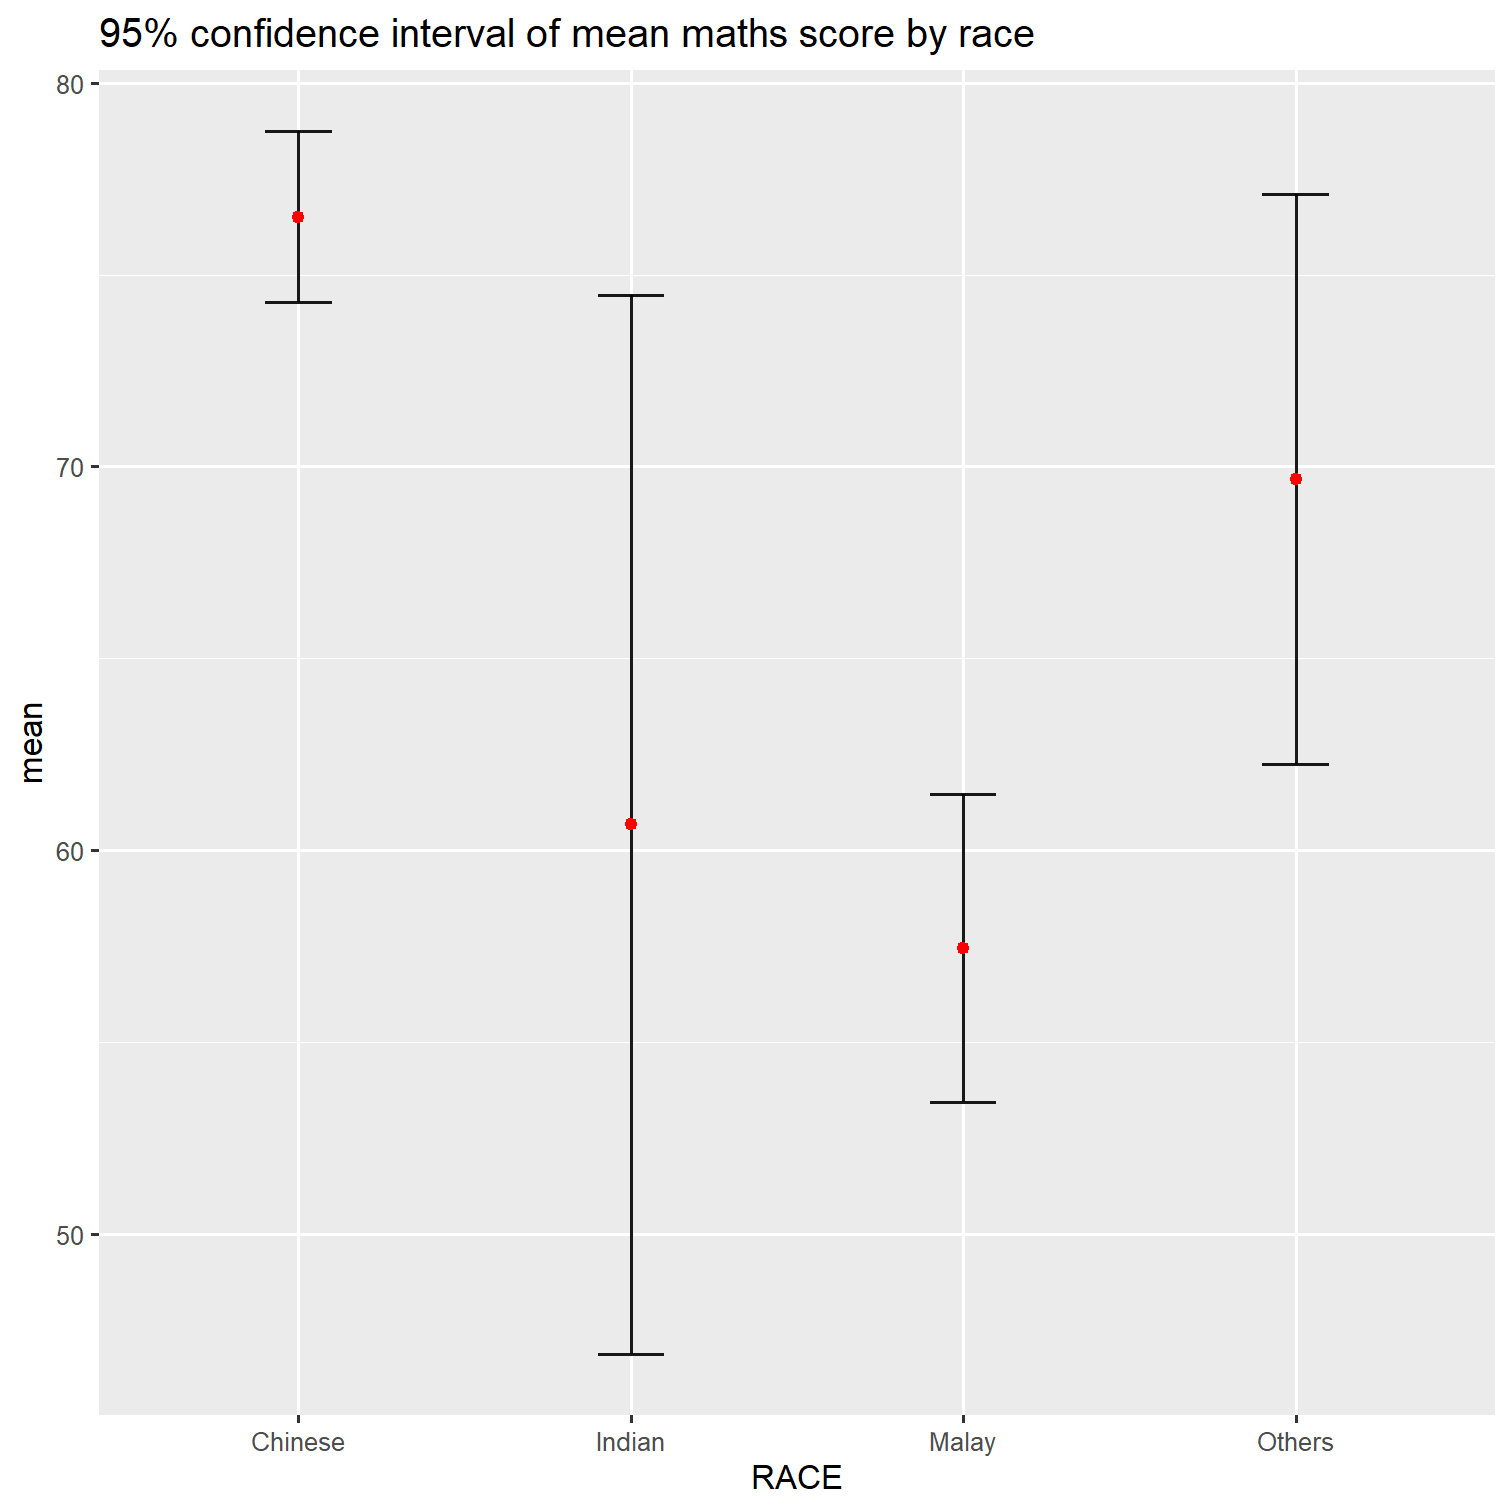 95% confidence interval of mean maths score by race
80
70
60
50
mean
Chinese Indian Malay Others
RACE